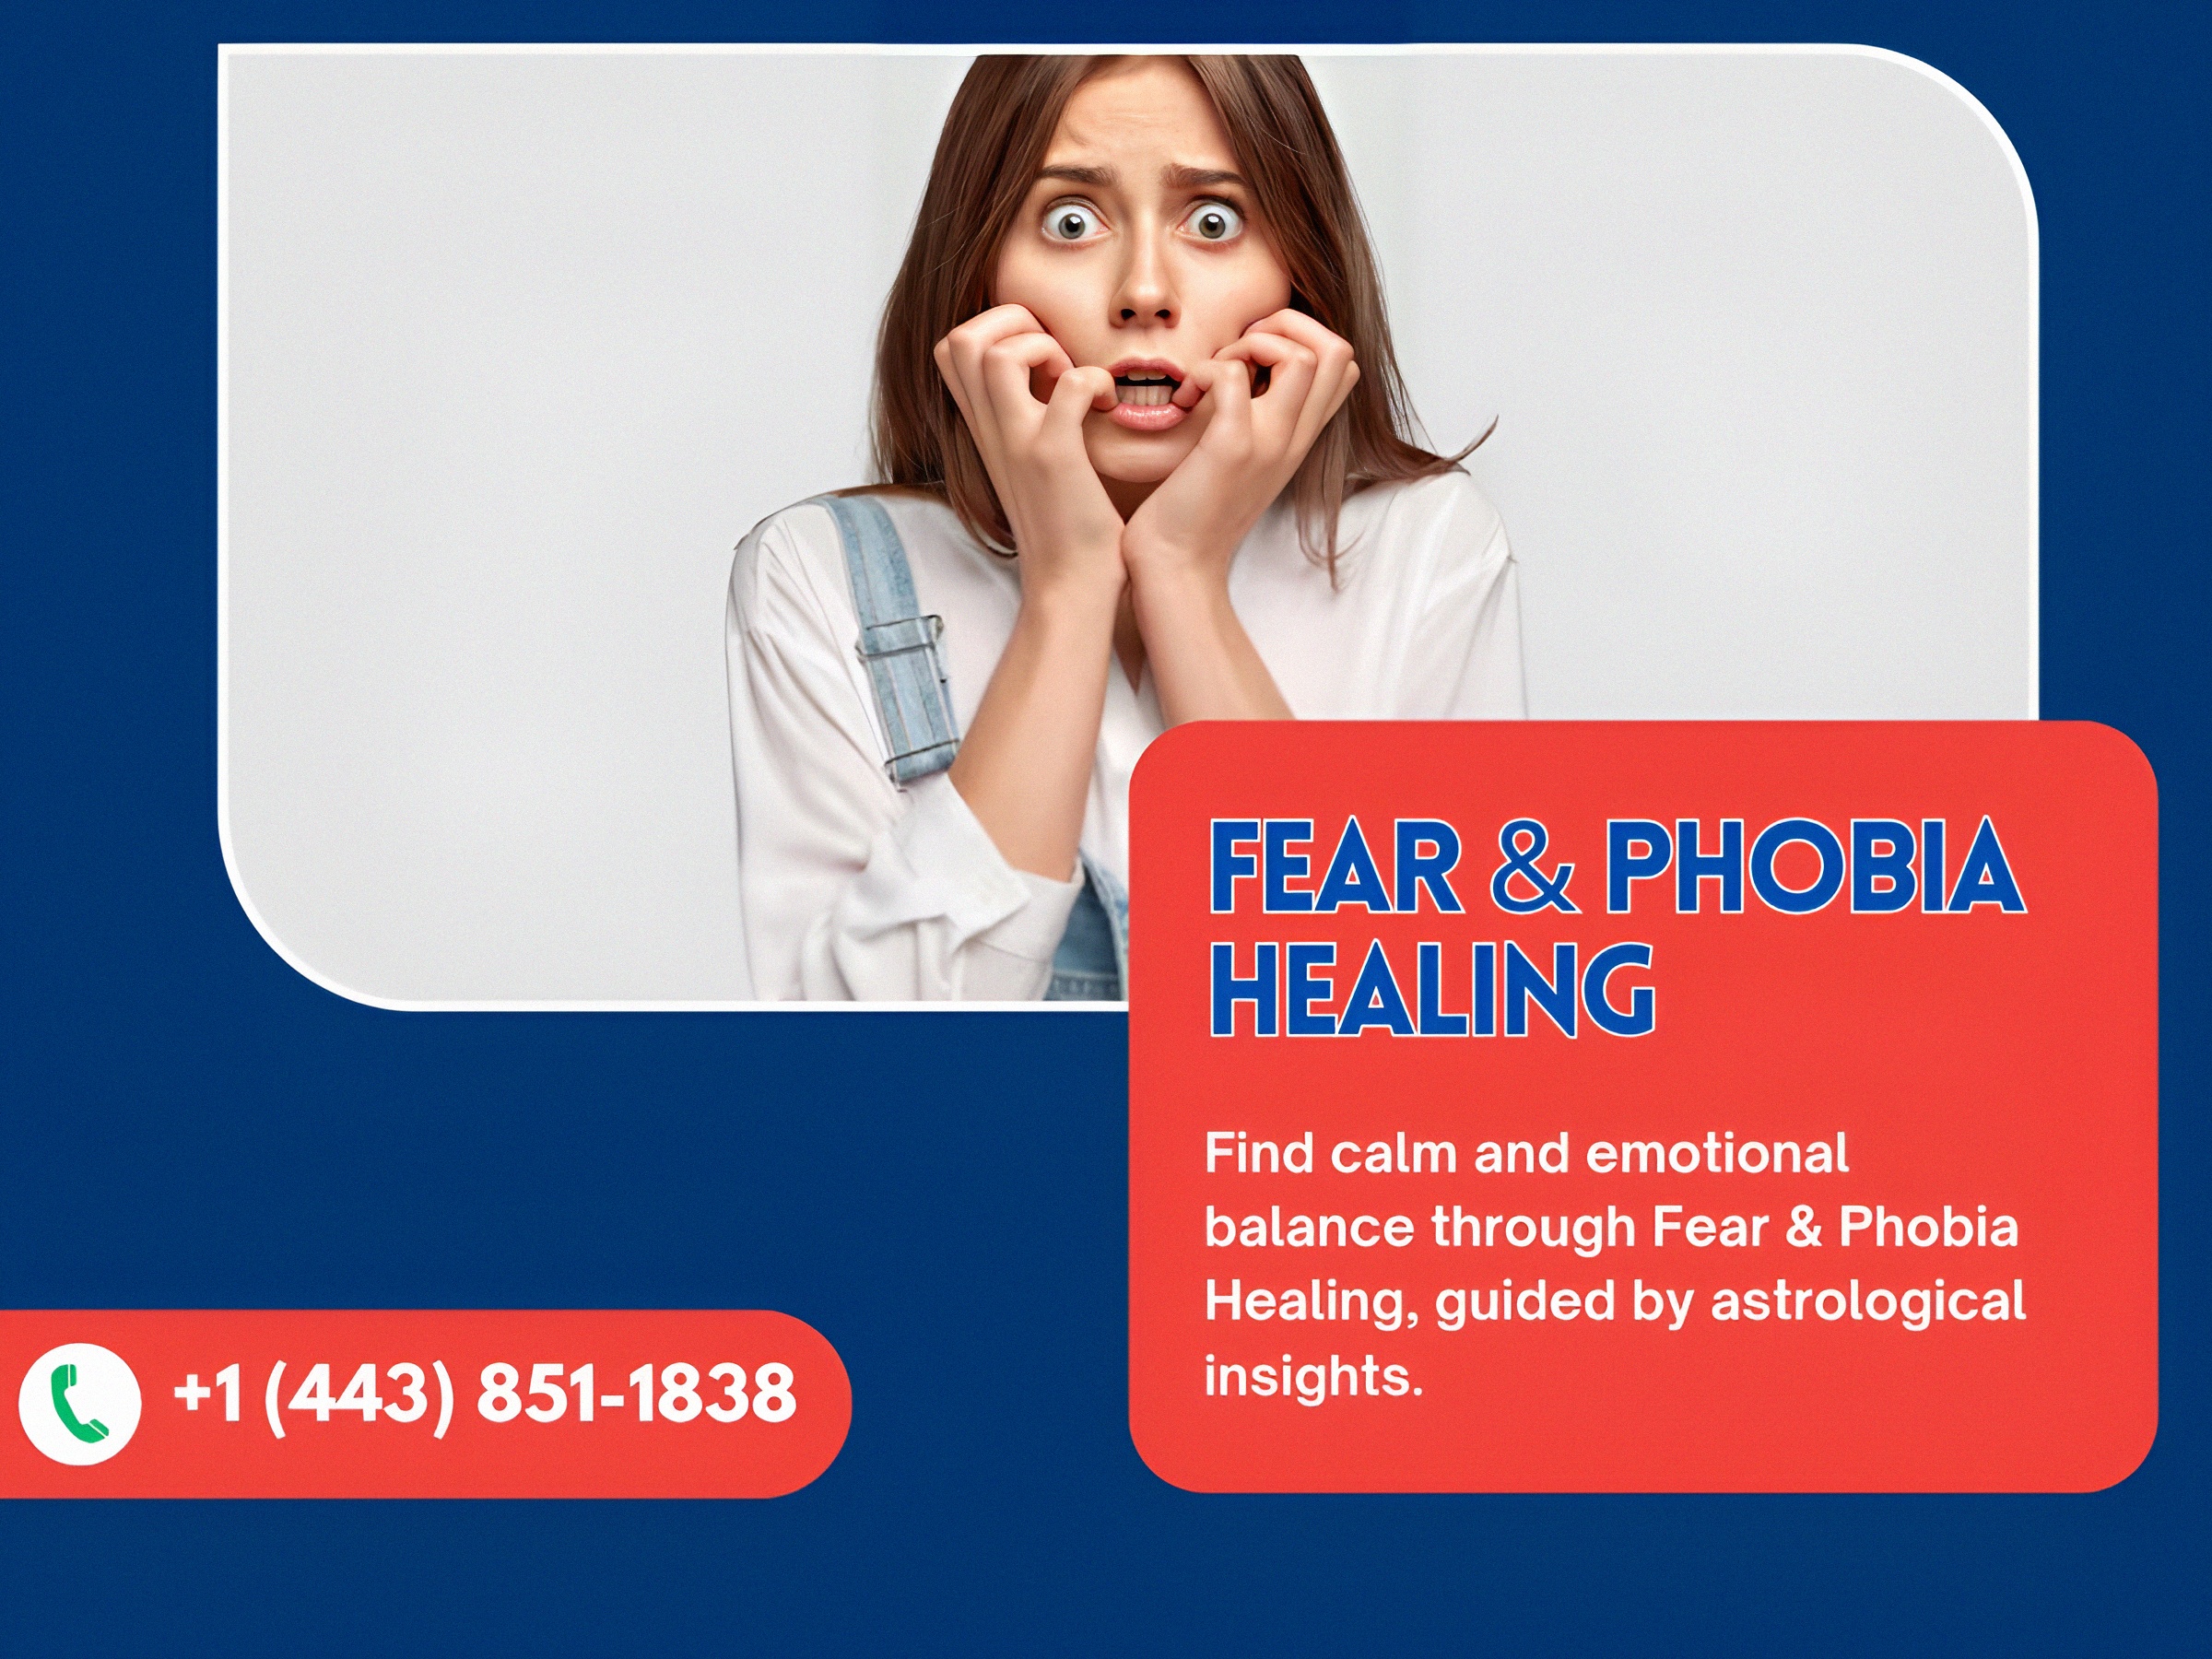 FEAR & PHOBIA
HEALING
Find calm and emotional
balance through Fear & Phobia
Healing, guided by astrological
insights.
+1 (443) 851-1838